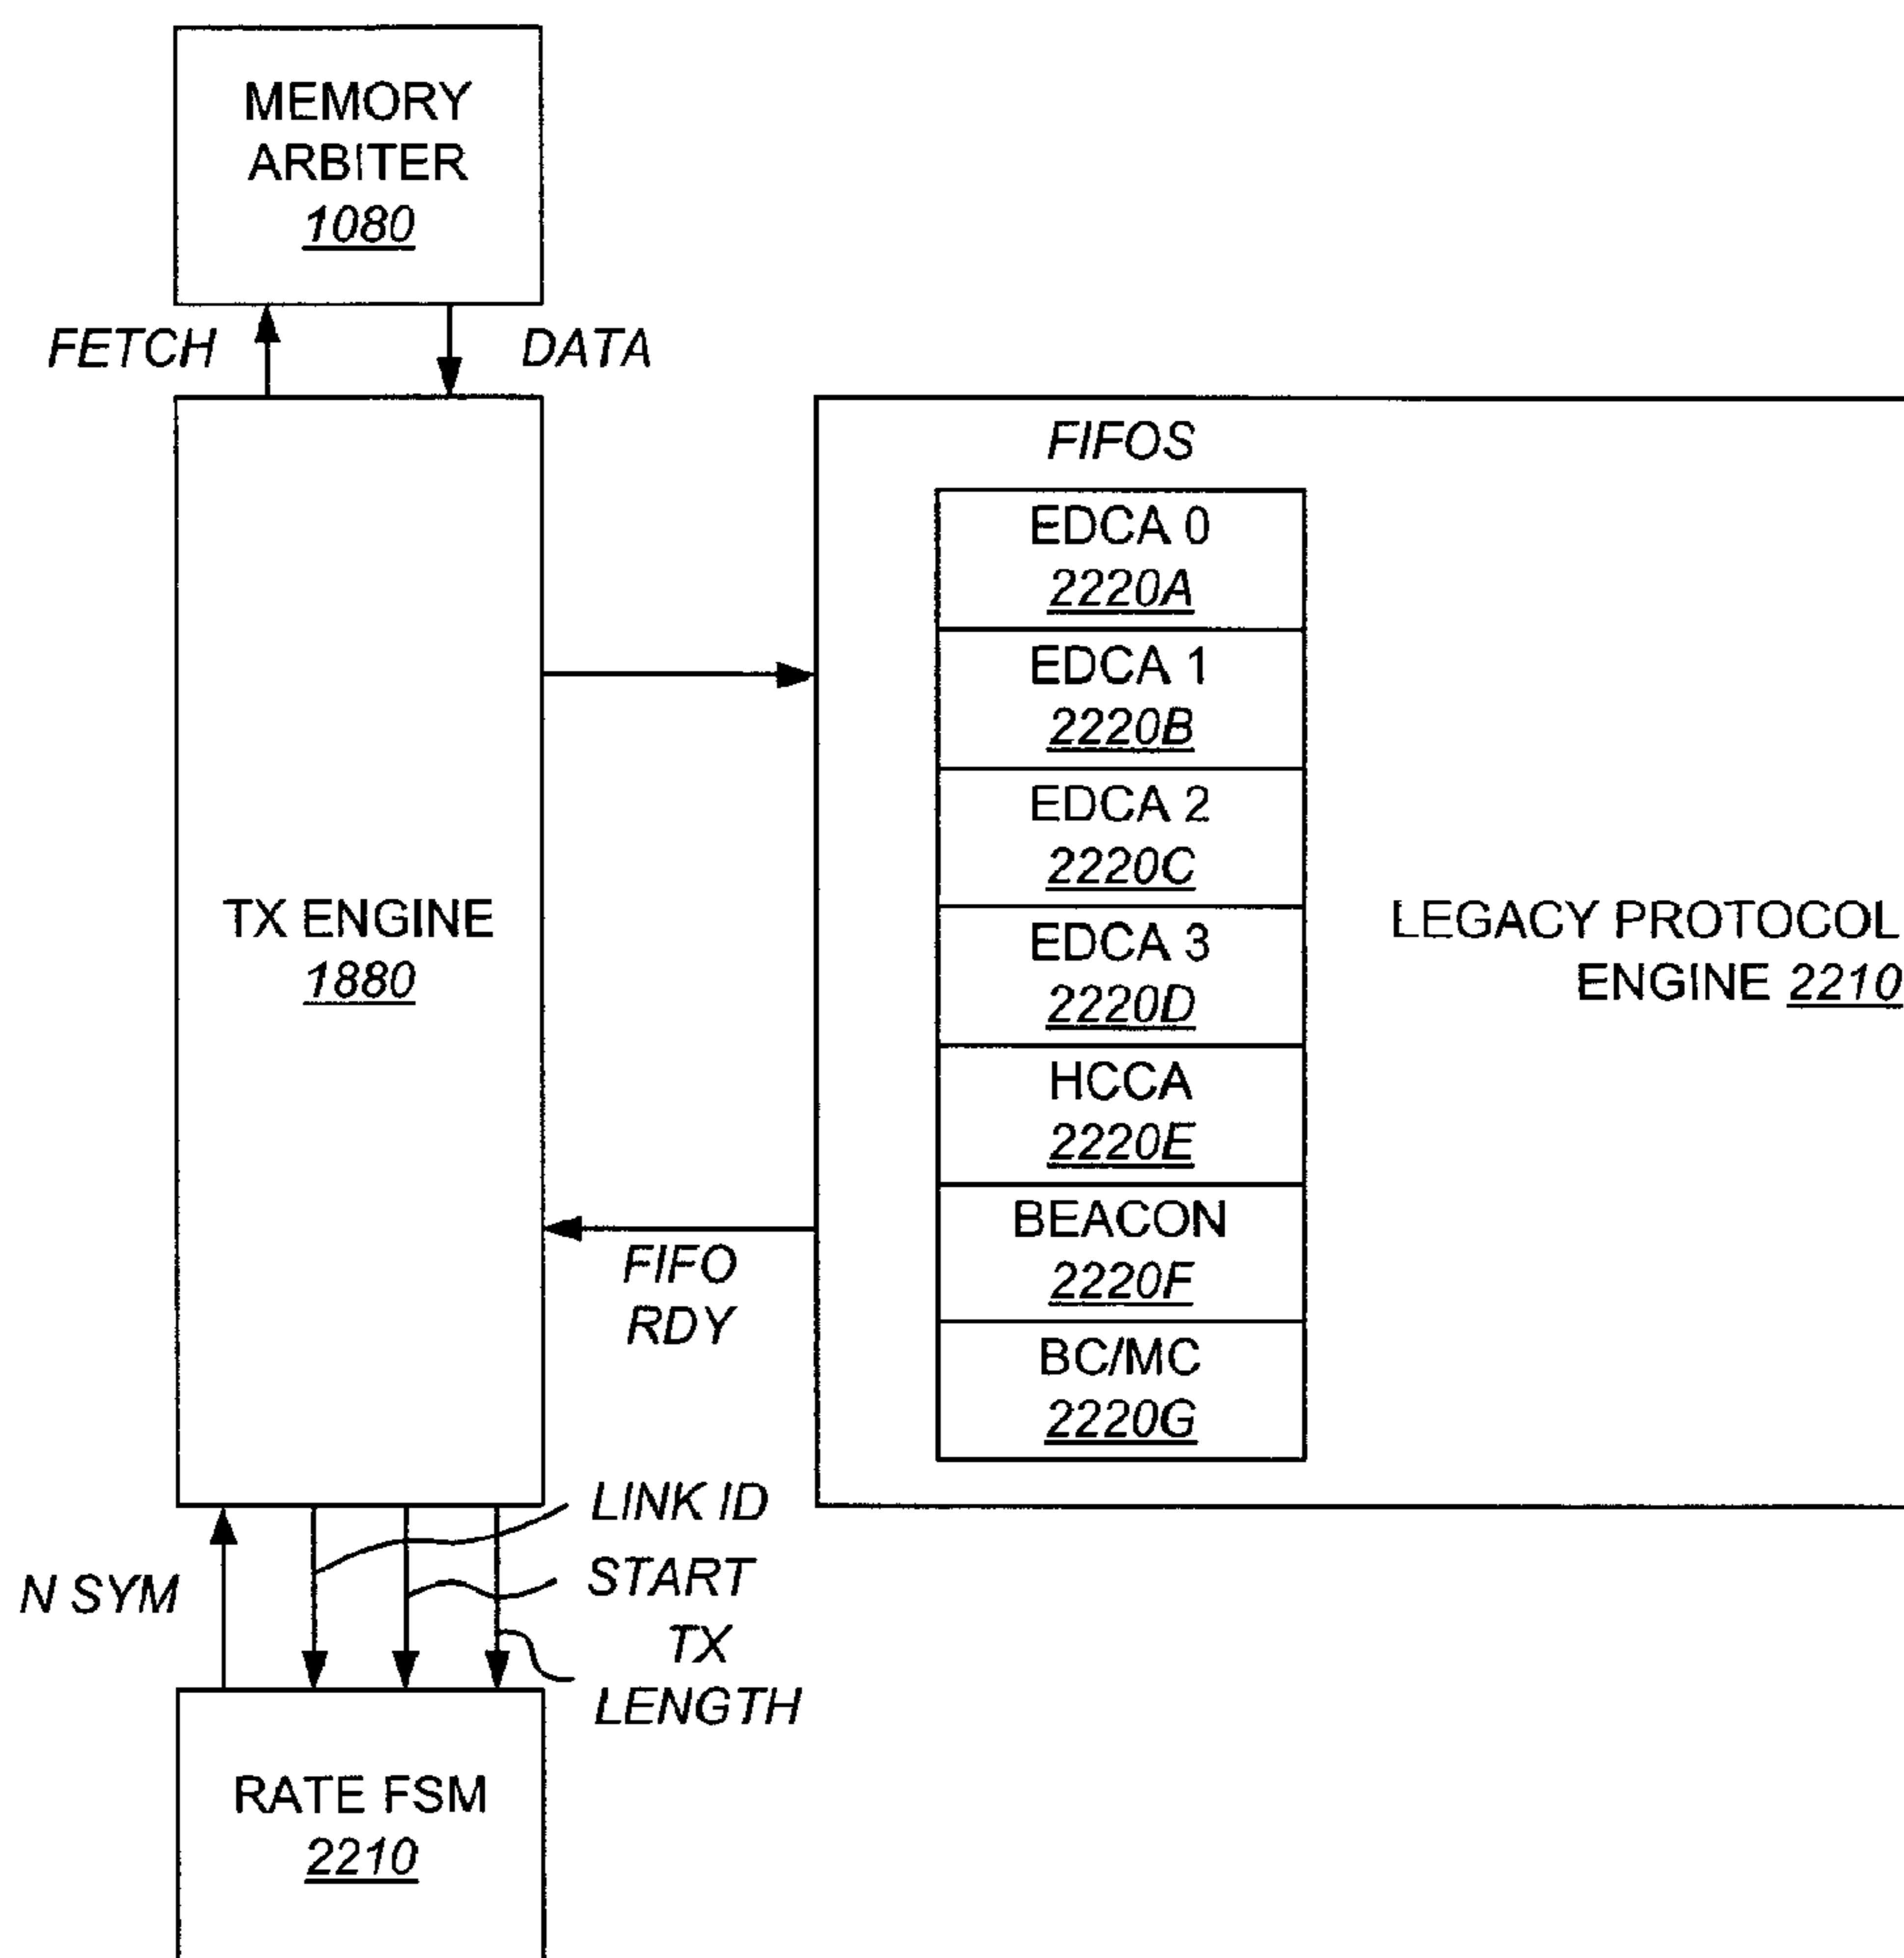 MEMORY
ARBITER
1080
FETCH
DATA
FIFOS
EDCA 0
2220A
EDCA 1
2220B
EDCA 2
2220C
EDCA 3
2220D
HCCA
2220E
BEACON
2220F
BC/MC
2220G
TX ENGINE
1880
LEGACY PROTOCOL
ENGINE 2210
FIFO
RDY
LINK ID
START
TX
LENGTH
N SYM
RATE FSM
2210